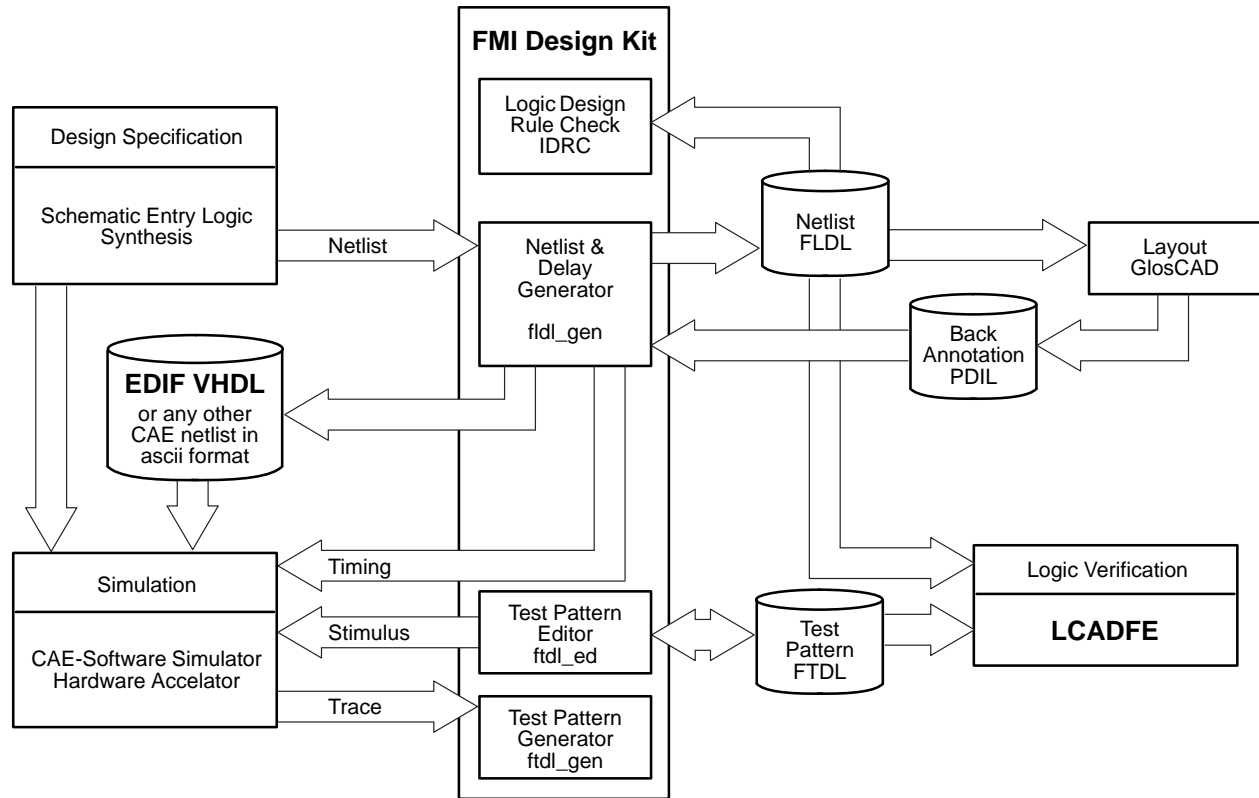 FMI Design Kit
Logic Design
Rule Check
IDRC
Design Specification
Schematic Entry Logic
Synthesis
Netlist
Netlist &
Delay
Generator
fldl_gen
Netlist
FLDL
Layout
GlosCAD
Back
Annotation
PDIL
EDIF VHDL
or any other
CAE netlist in
ascii format
Timing
Simulation
CAE-Software Simulator
Hardware Accelator
Stimulus
Trace
Test Pattern
Editor
ftdl_ed
Test Pattern
Generator
ftdl_gen
Test
Pattern
FTDL
Logic Verification
LCADFE